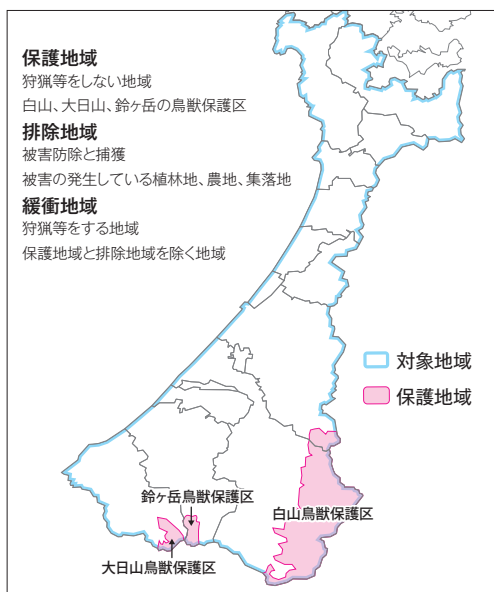 保護地域
狩猟等をしない地域
白山、大日山、鈴ヶ岳の鳥獣保護区
排除地域
被害防除と捕獲
被害の発生している植林地、農地、集落地
緩衝地域
狩猟等をする地域
保護地域と排除地域を除く地域
対象地域
保護地域
鈴ヶ岳鳥獣保護区
白山鳥獣保護区
大日山鳥獣保護区